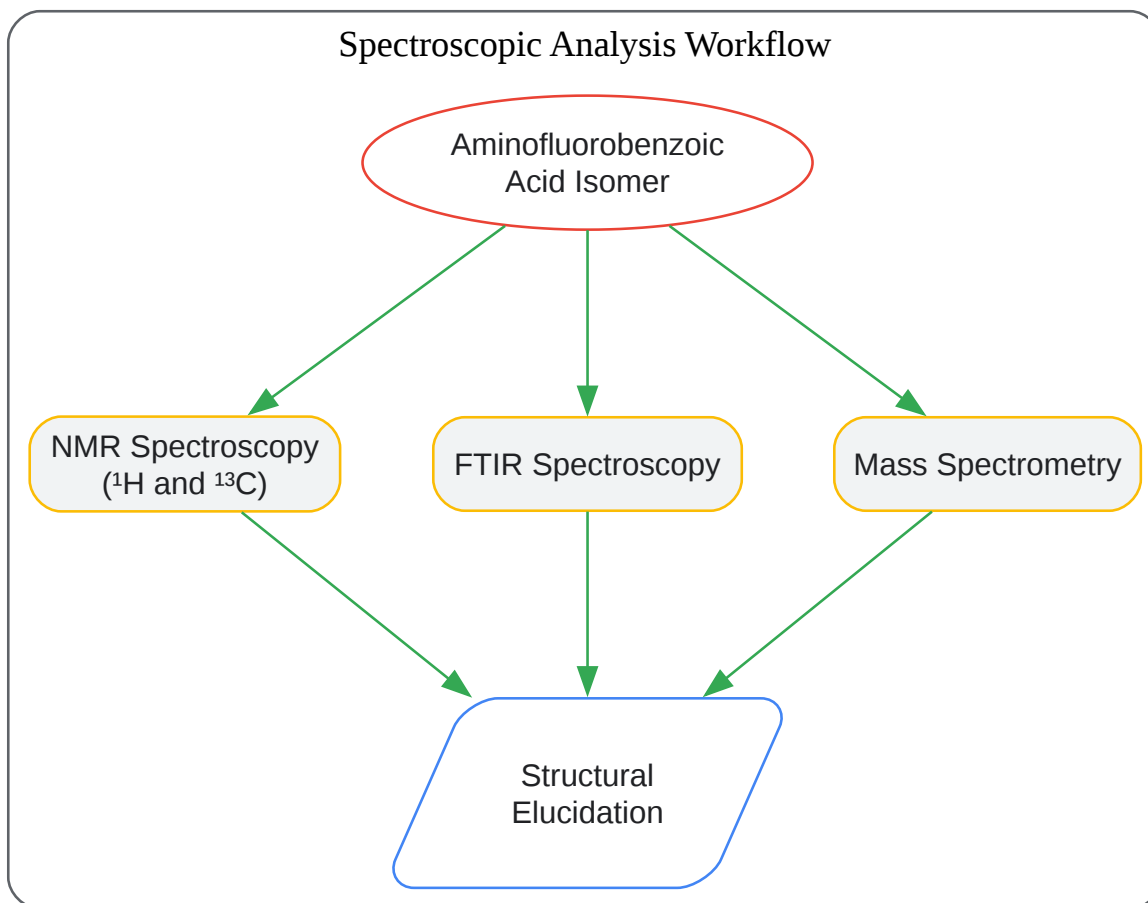 Spectroscopic Analysis Workflow
Aminofluorobenzoic
Acid Isomer
NMR Spectroscopy
(¹H and ¹³C)
FTIR Spectroscopy
Mass Spectrometry
Structural
Elucidation